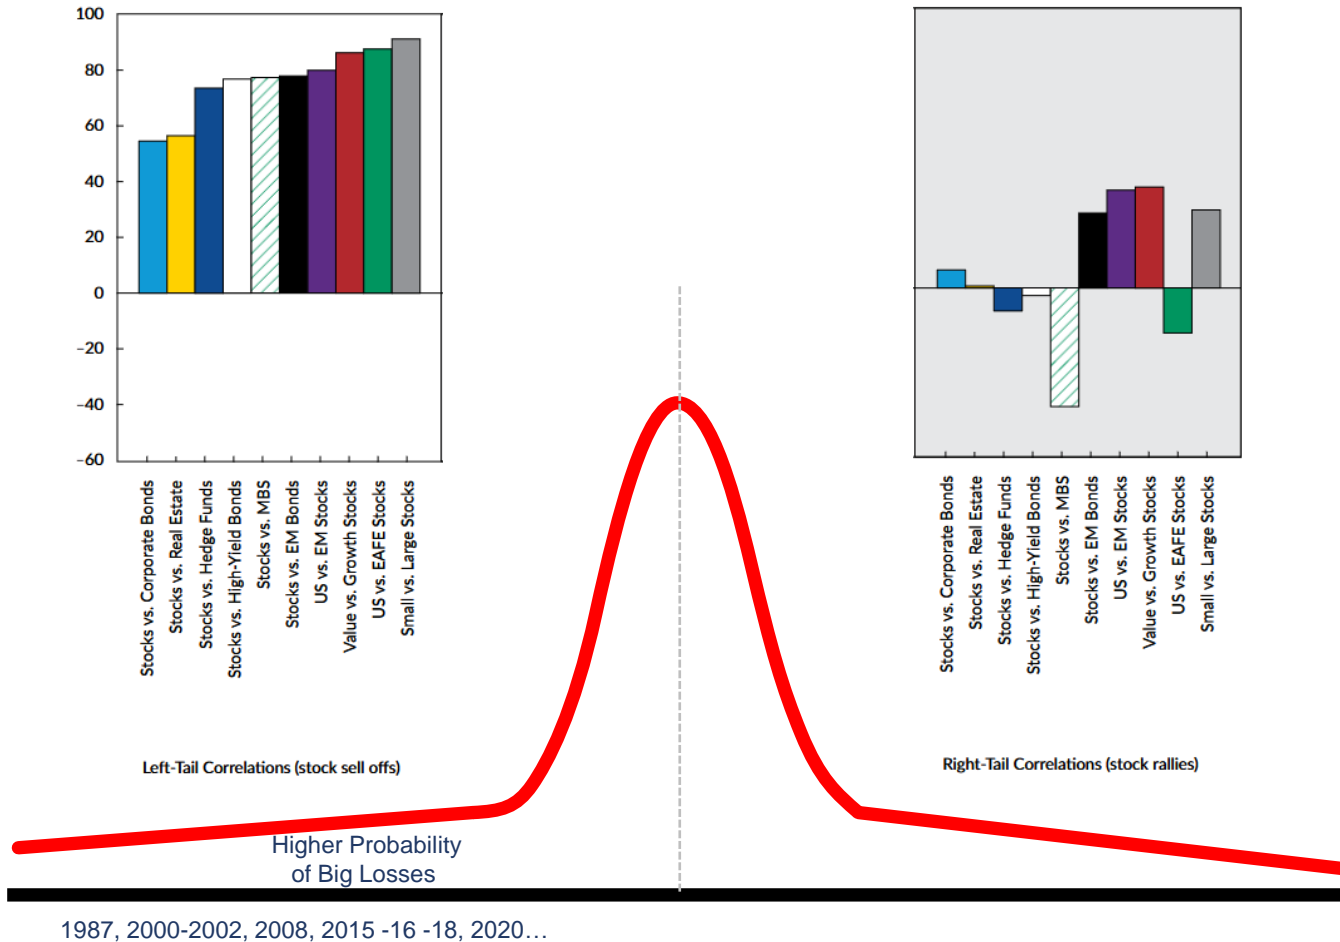 100
80
60
40
20
0
−20
−40
−60
Stocks vs. Corporate Bonds
Stocks vs. Real Estate
Stocks vs. Hedge Funds
Stocks vs. High-Yield Bonds
Stocks vs. MBS
Stocks vs. EM Bonds
US vs. EM Stocks
Value vs. Growth Stocks
US vs. EAFE Stocks
Small vs. Large Stocks
Left-Tail Correlations (stock sell offs)
Stocks vs. Corporate Bonds
Stocks vs. Real Estate
Stocks vs. Hedge Funds
Stocks vs. High-Yield Bonds
Stocks vs. MBS
Stocks vs. EM Bonds
US vs. EM Stocks
Value vs. Growth Stocks
US vs. EAFE Stocks
Small vs. Large Stocks
Right-Tail Correlations (stock rallies)
Higher Probability
of Big Losses
1987, 2000-2002, 2008, 2015 -16 -18, 2020…